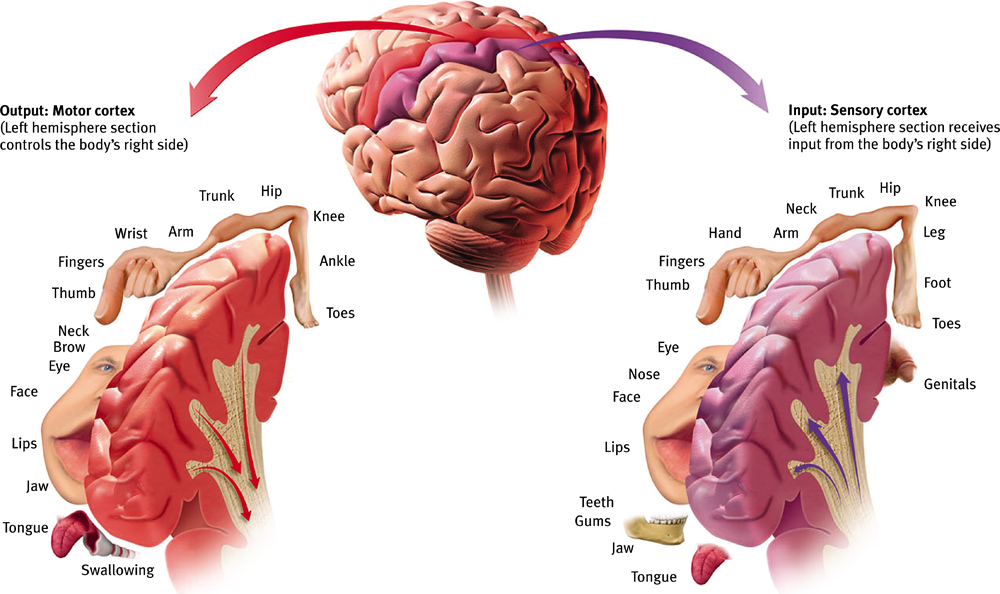 Output: Motor cortex
(Left hemisphere section
controls the body's right side)
Trunk
Hip
Knee
Wrist
Arm
Ankle
Fingers
Thumb
Toes
Neck
Brow
Eye
Face
Lips
Jaw
Tongue
Swallowing
Input: Sensory cortex
(Left hemisphere section receives
input from the body's right side)
Trunk
Hip
Knee
Neck
Hand
Arm
Leg
Fingers
Foot
Thumb
Toes
Eye
Nose
Genitals
Face
Lips
Teeth
Gums
Jaw
Tongue